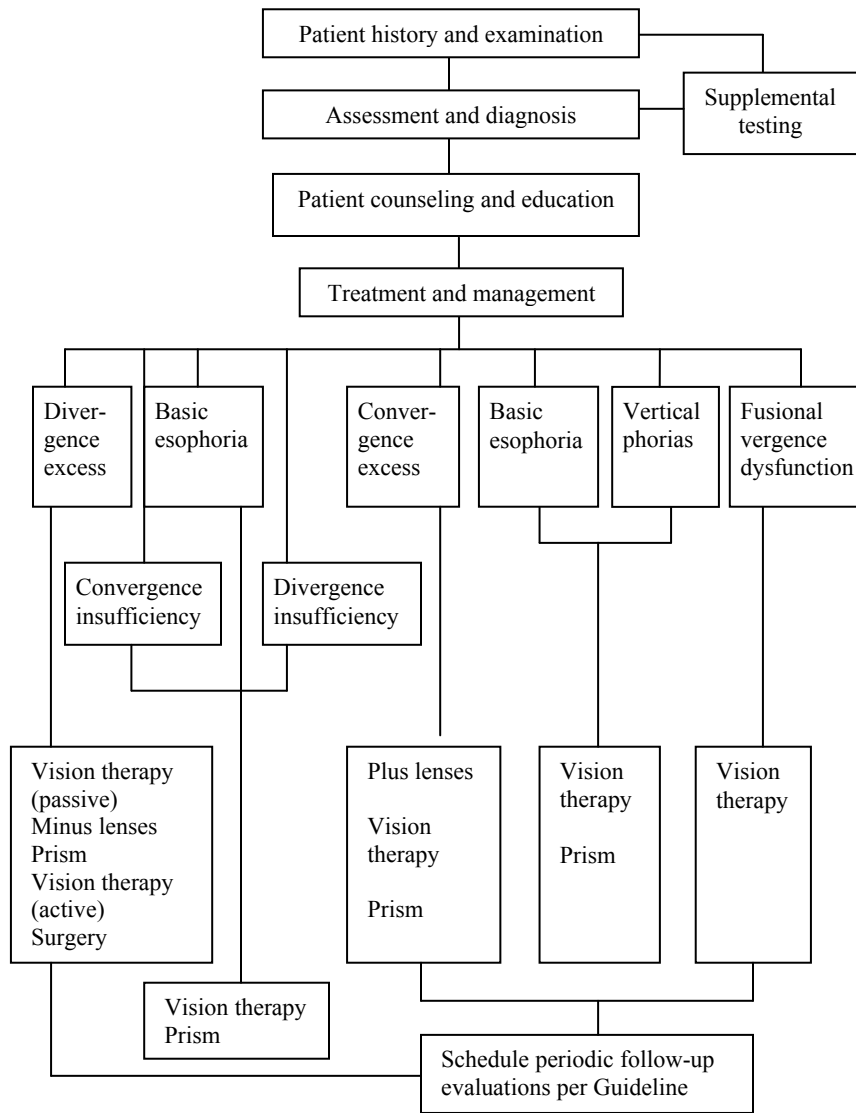 Patient history and examination
Supplemental
testing
Assessment and diagnosis
Patient counseling and education
Treatment and management
Diver-
gence
excess
Basic
esophoria
Conver-
gence
excess
Basic
esophoria
Vertical
phorias
Fusional
vergence
dysfunction
Convergence
insufficiency
Divergence
insufficiency
Vision therapy
(passive)
Minus lenses
Prism
Vision therapy
(active)
Surgery
Plus lenses
Vision
therapy
Prism
Vision
therapy
Prism
Vision
therapy
Vision therapy
Prism
Schedule periodic follow-up
evaluations per Guideline